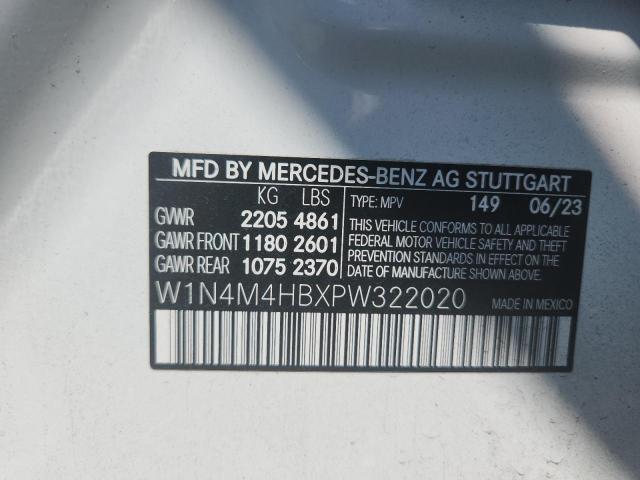 MFD BY MERCEDES-BENZ AG STUTTGART
KG LBS
GVWR 2205 4861
GAWR FRONT 1180 2601
GAWR REAR 1075 2370
TYPE: MPV 149 06/23
THIS VEHICLE CONFORMS TO ALL APPLICABLE
FEDERAL MOTOR VEHICLE SAFETY AND THEFT
PREVENTION STANDARDS IN EFFECT ON THE
DATE OF MANUFACTURE SHOWN ABOVE.
W1N4M4HBXPW322020
MADE IN MEXICO